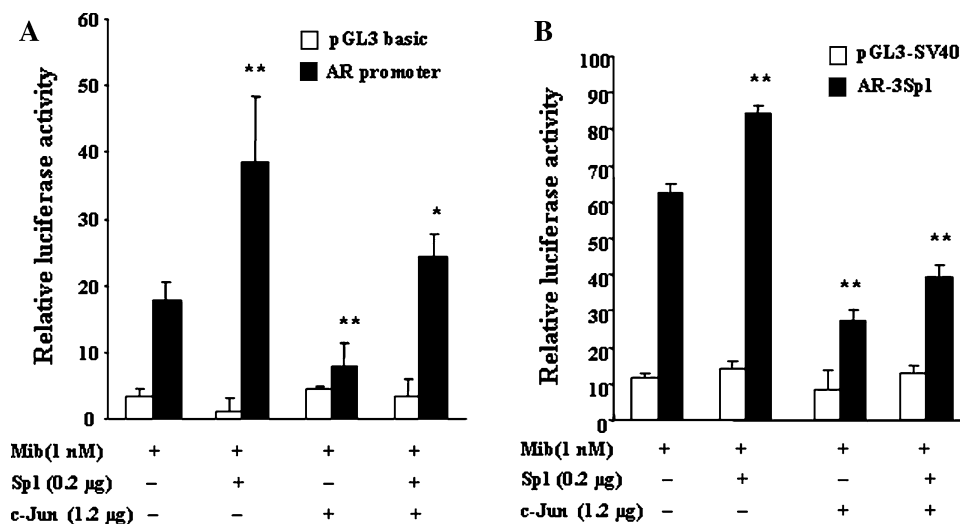 A
pGL3 basic
AR promoter
Relative luciferase activity
60
50
40
30
20
10
0
**
**
*
Mib(1 nM) + + + +
Sp1 (0.2 µg) – + – +
c-Jun (1.2 µg) – – + +
B
pGL3-SV40
AR-3Sp1
Relative luciferase activity
100
90
80
70
60
50
40
30
20
10
0
**
**
**
Mib(1 nM) + + + +
Sp1 (0.2 µg) – + – +
c-Jun (1.2 µg) – – + +